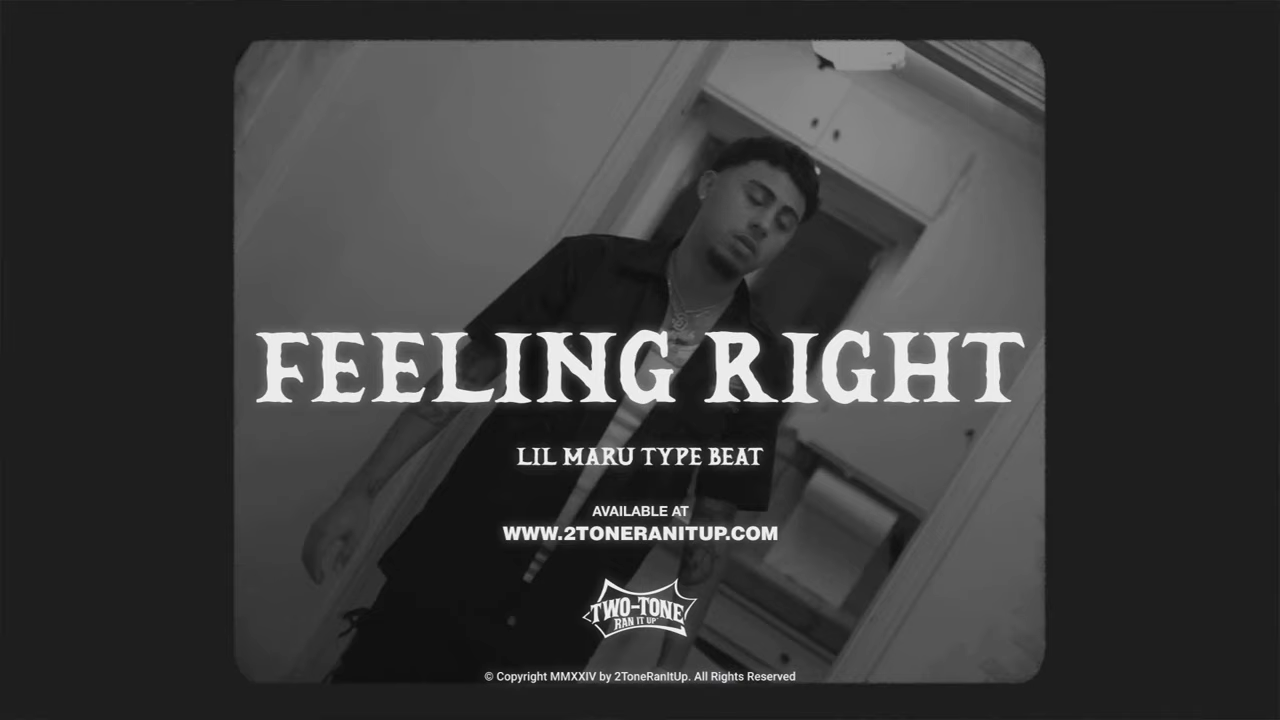 FEELING RIGHT
LIL MARU TYPE BEAT
AVAILABLE AT
WWW.2TONERANITUP.COM
TWO-TONE
RAN IT UP
© Copyright MMXXIV by 2ToneRanItUp. All Rights Reserved